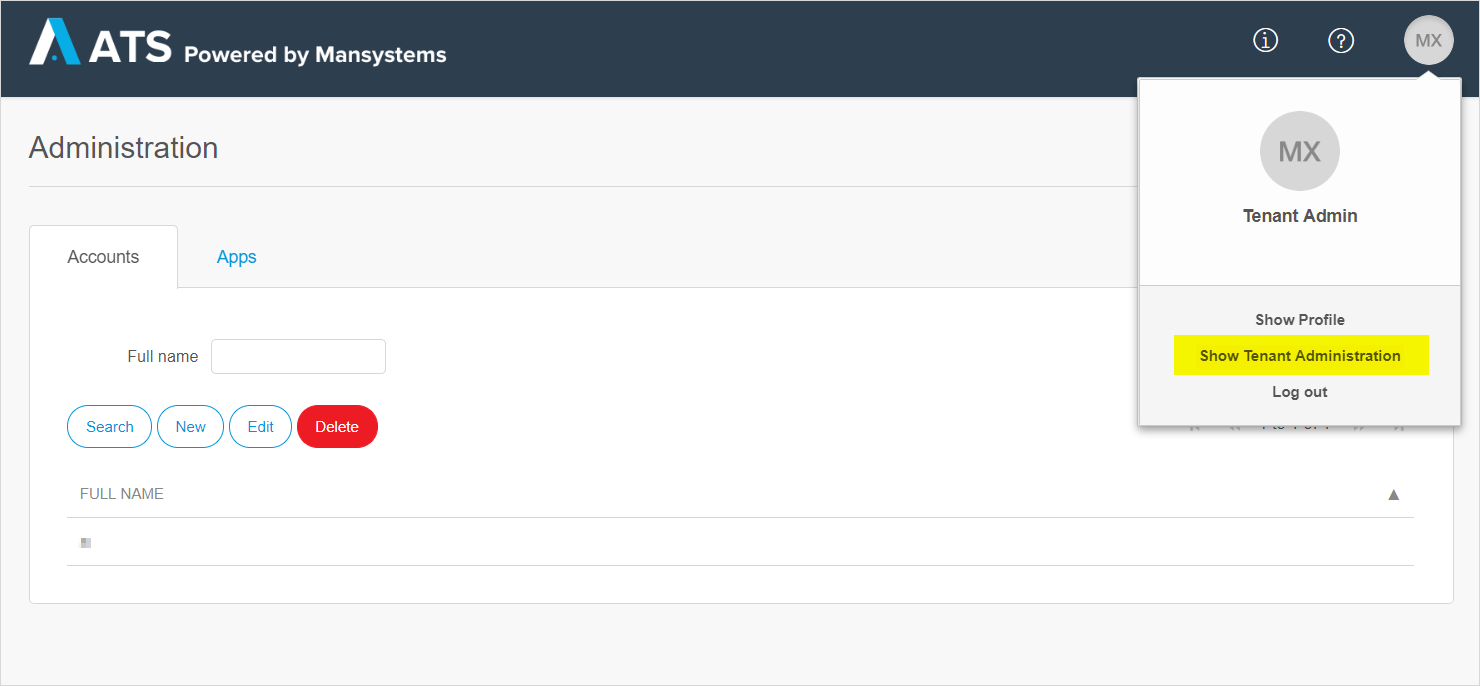 ATS Powered by Mansystems
MX
Administration
MX
Tenant Admin
Accounts
Apps
Show Profile
Full name
Show Tenant Administration
Log out
Search
New
Edit
Delete
FULL NAME